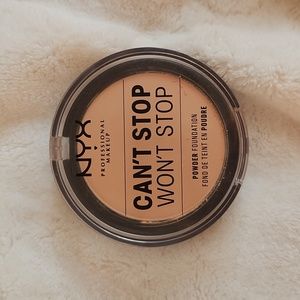 NYX
PROFESSIONAL
MAKEUP
CAN'T STOP
WON'T STOP
POWDER FOUNDATION
FOND DE TEINT EN POUDRE